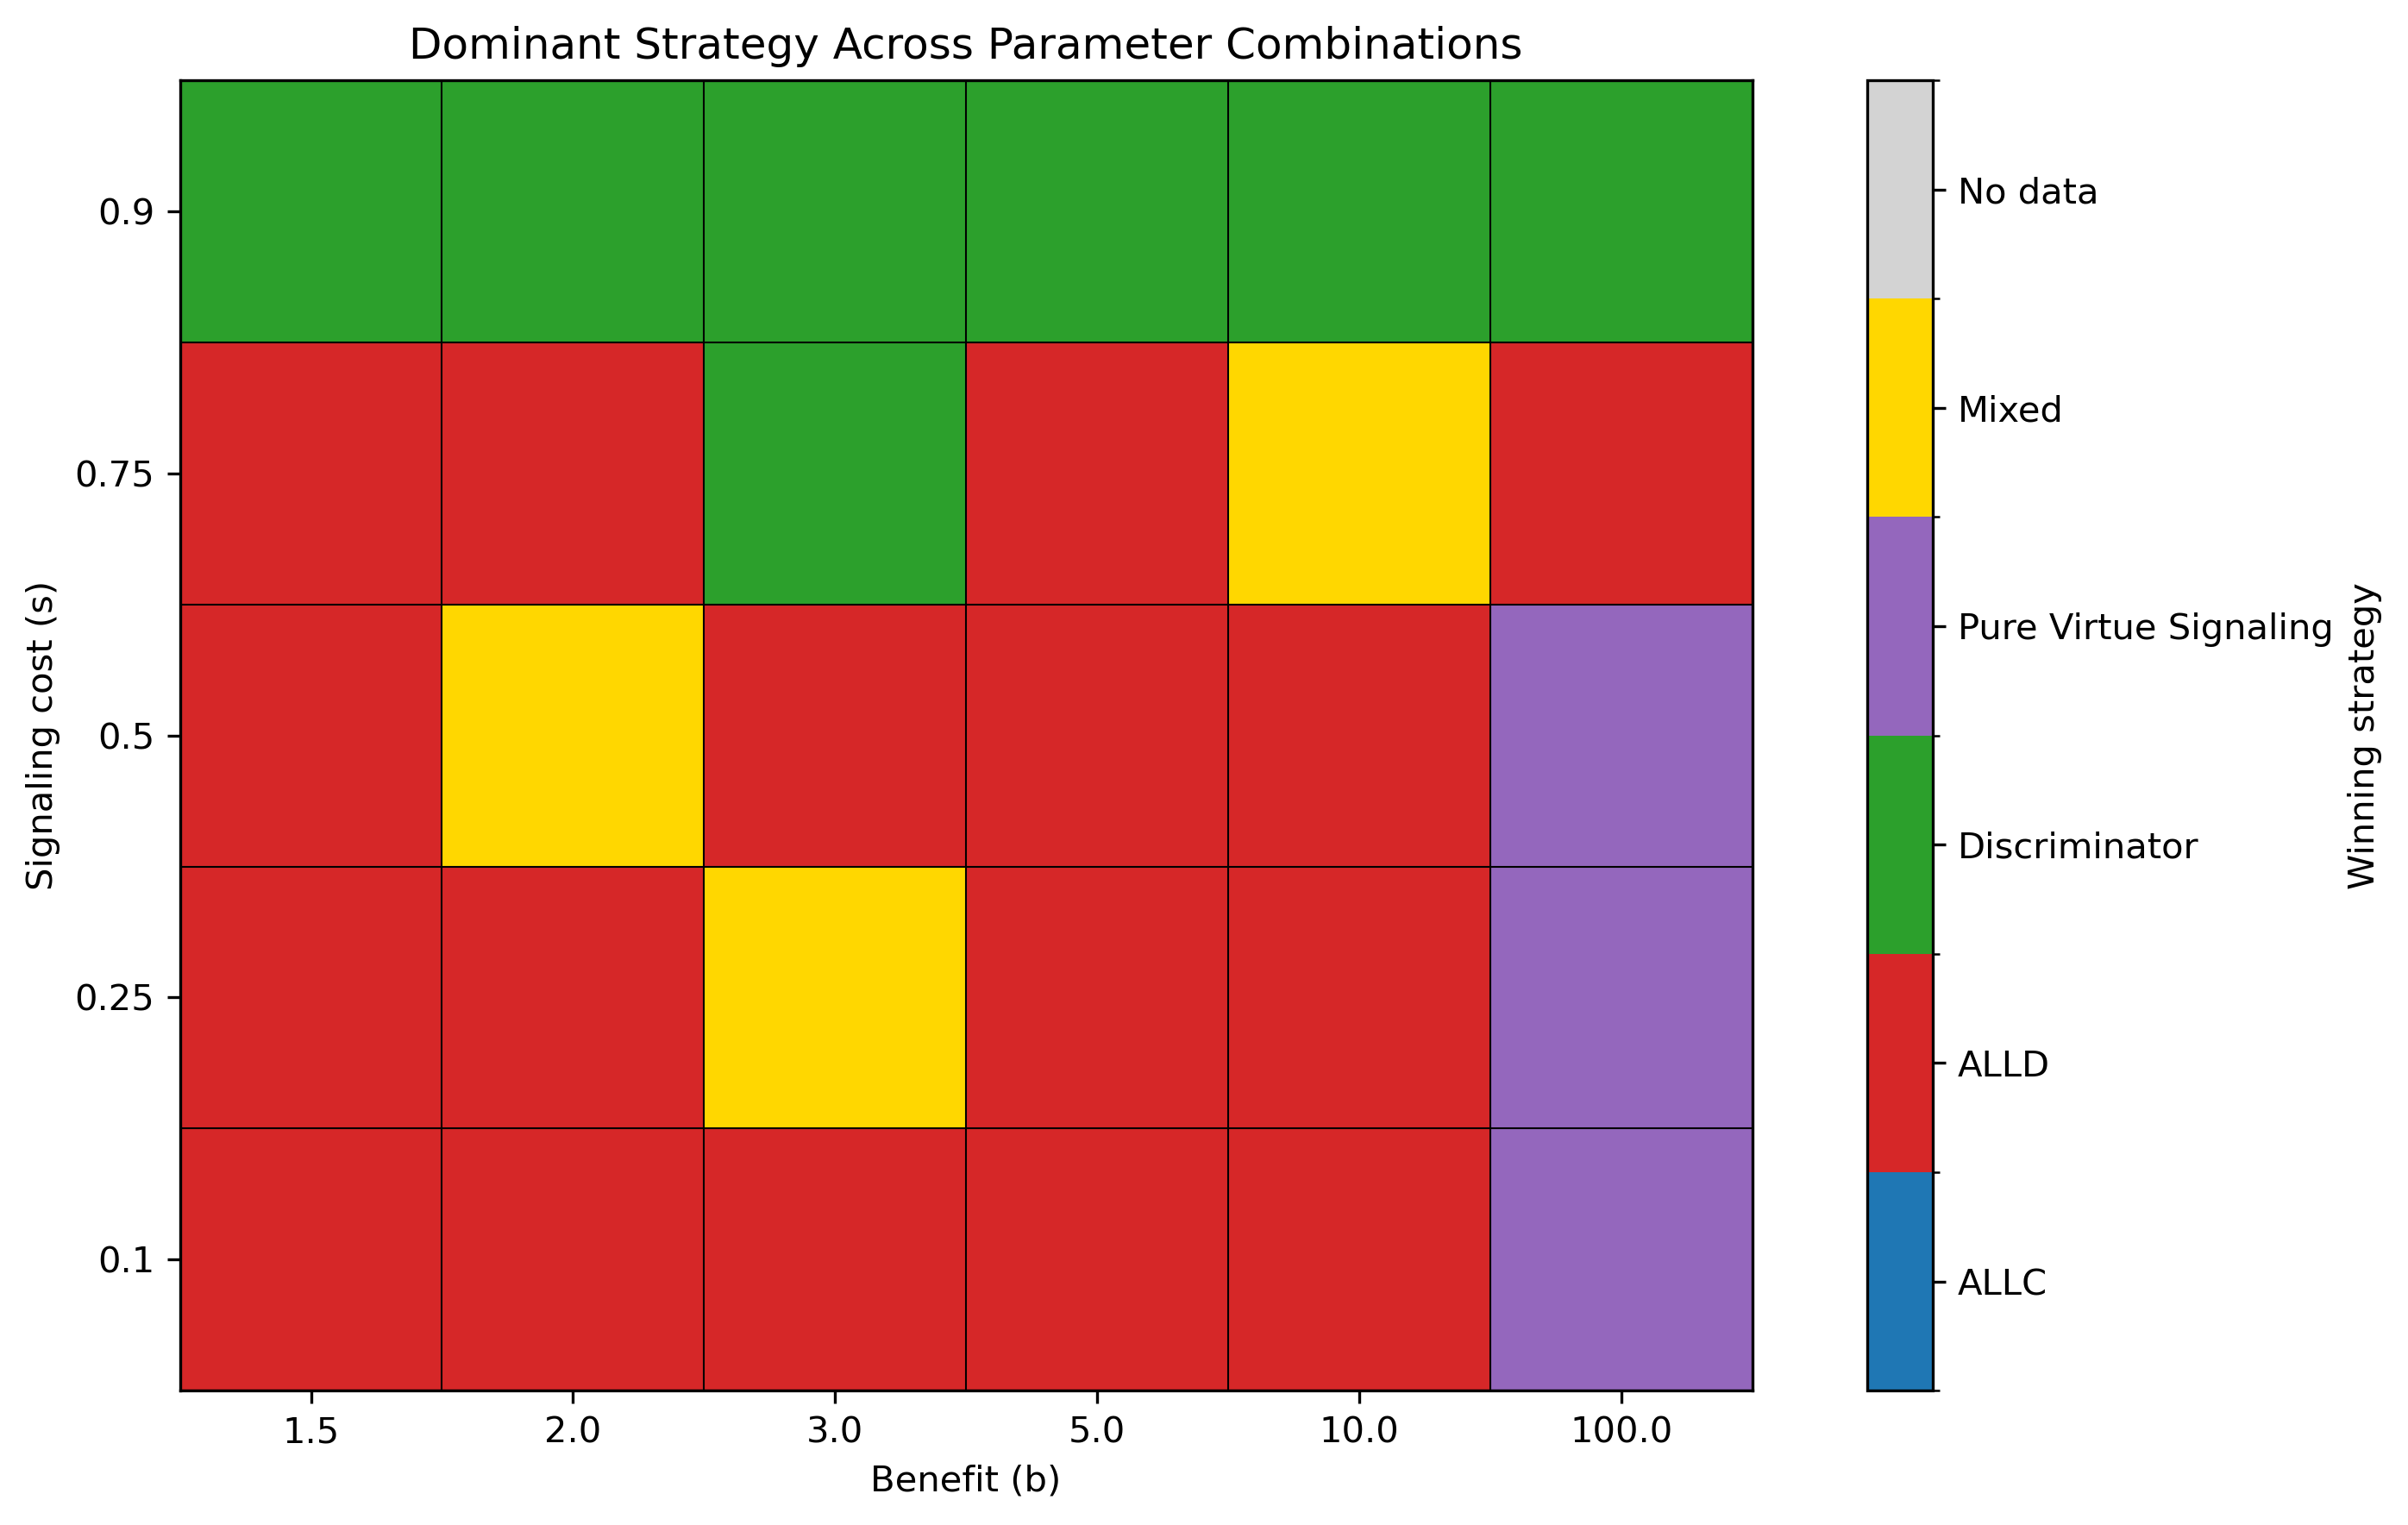 Dominant Strategy Across Parameter Combinations
Signaling cost (s)
0.9
0.75
0.5
0.25
0.1
1.5 2.0 3.0 5.0 10.0 100.0
Benefit (b)
No data
Mixed
Pure Virtue Signaling
Discriminator
ALLD
ALLC
Winning strategy